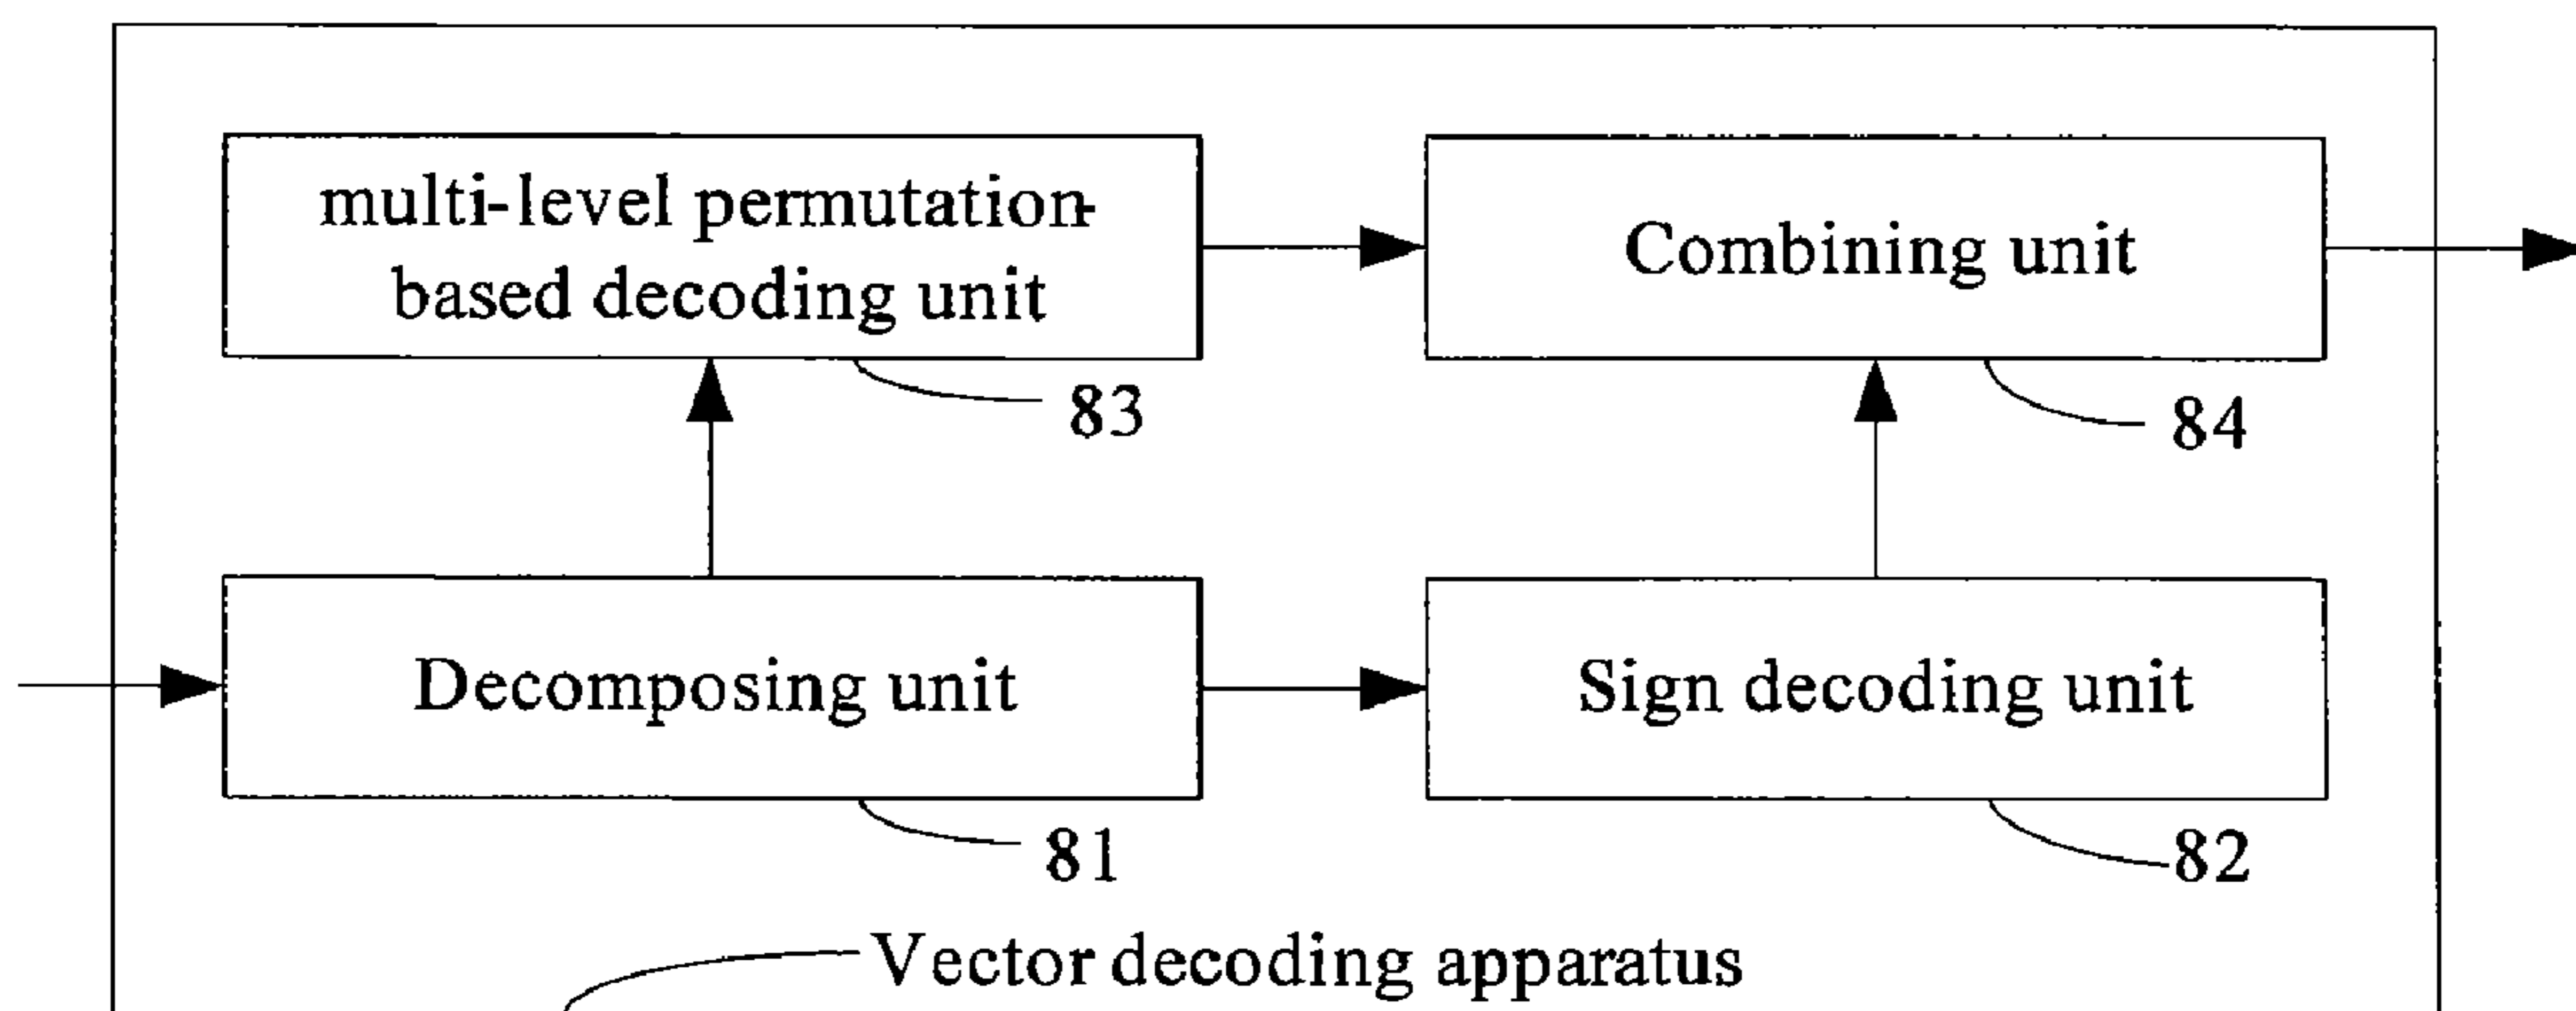 multi-level permutation-
based decoding unit
Combining unit
83
84
Decomposing unit
Sign decoding unit
81
82
Vector decoding apparatus